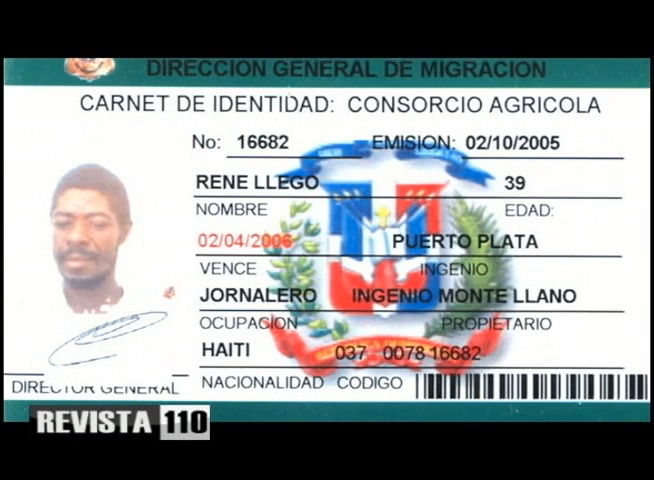 DIRECCION GENERAL DE MIGRACION
CARNET DE IDENTIDAD: CONSORCIO AGRICOLA
No: 16682 EMISION: 02/10/2005
RENE LLEGO 39
NOMBRE EDAD:
02/04/2006 PUERTO PLATA
VENCE INGENIO
JORNALERO INGENIO MONTE LLANO
OCUPACION PROPIETARIO
HAITI 037 0078 16682
DIRECTOR GENERAL NACIONALIDAD CODIGO
REVISTA 110